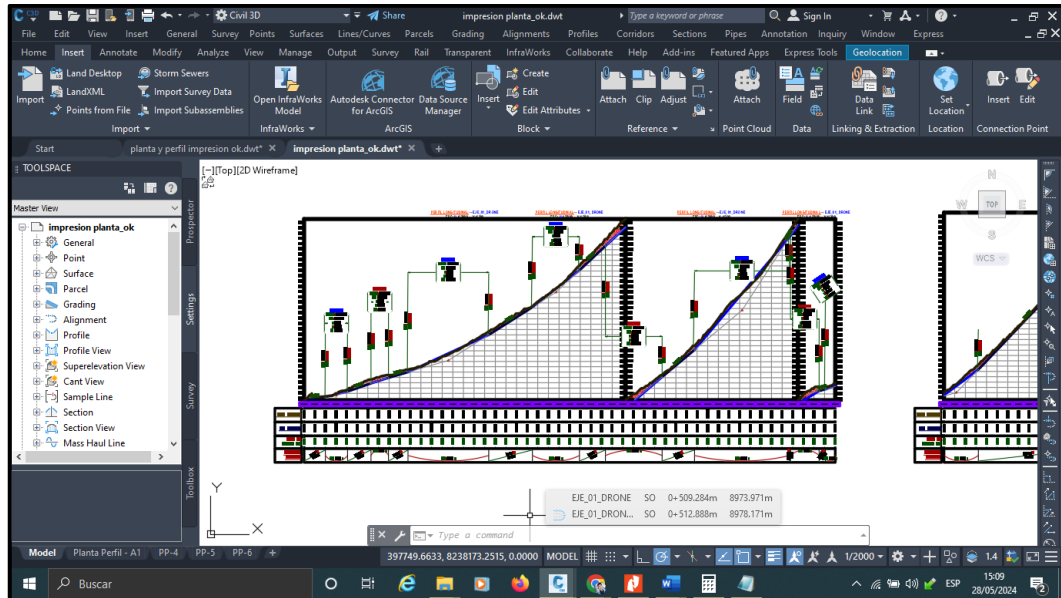 Civil 3D Share impresion planta_ok.dwt Type a keyword or phrase Sign In
File Edit View Insert General Survey Points Surfaces Lines/Curves Parcels Grading Alignments Profiles Corridors Sections Pipes Annotation Inquiry Window Express
Home Insert Annotate Modify Analyze View Manage Output Survey Rail Transparent InfraWorks Collaborate Help Add-ins Featured Apps Express Tools Geolocation
Import
Land Desktop
LandXML
Points from File
Storm Sewers
Import Survey Data
Import Subassemblies
Open InfraWorks
Model
Autodesk Connector
for ArcGIS
Data Source
Manager
Insert
Create
Edit
Edit Attributes
Attach Clip Adjust
Attach
Field
Data
Link
Set
Location
Insert Edit
Import InfraWorks ArcGIS Block Reference Point Cloud Data Linking & Extraction Location Connection Point
Start planta y perfil impresion ok.dwt* impresion planta_ok.dwt*
TOOLSPACE
Master View
impresion planta_ok
General
Point
Surface
Parcel
Grading
Alignment
Profile
Profile View
Superelevation View
Cant View
Sample Line
Section
Section View
Mass Haul Line
Prospector
Settings
Survey
Toolbox
[−][Top][2D Wireframe]
N
W TOP E
S
WCS
Y
X
EJE_01_DRONE SO 0+509.284m 8973.971m
EJE_01_DRON... SO 0+512.888m 8978.171m
Type a command
Model Planta Perfil - A1 PP-4 PP-5 PP-6 +
397749.6633, 8238173.2515, 0.0000 MODEL 1/2000 1.4
Buscar
ESP
15:09
28/05/2024